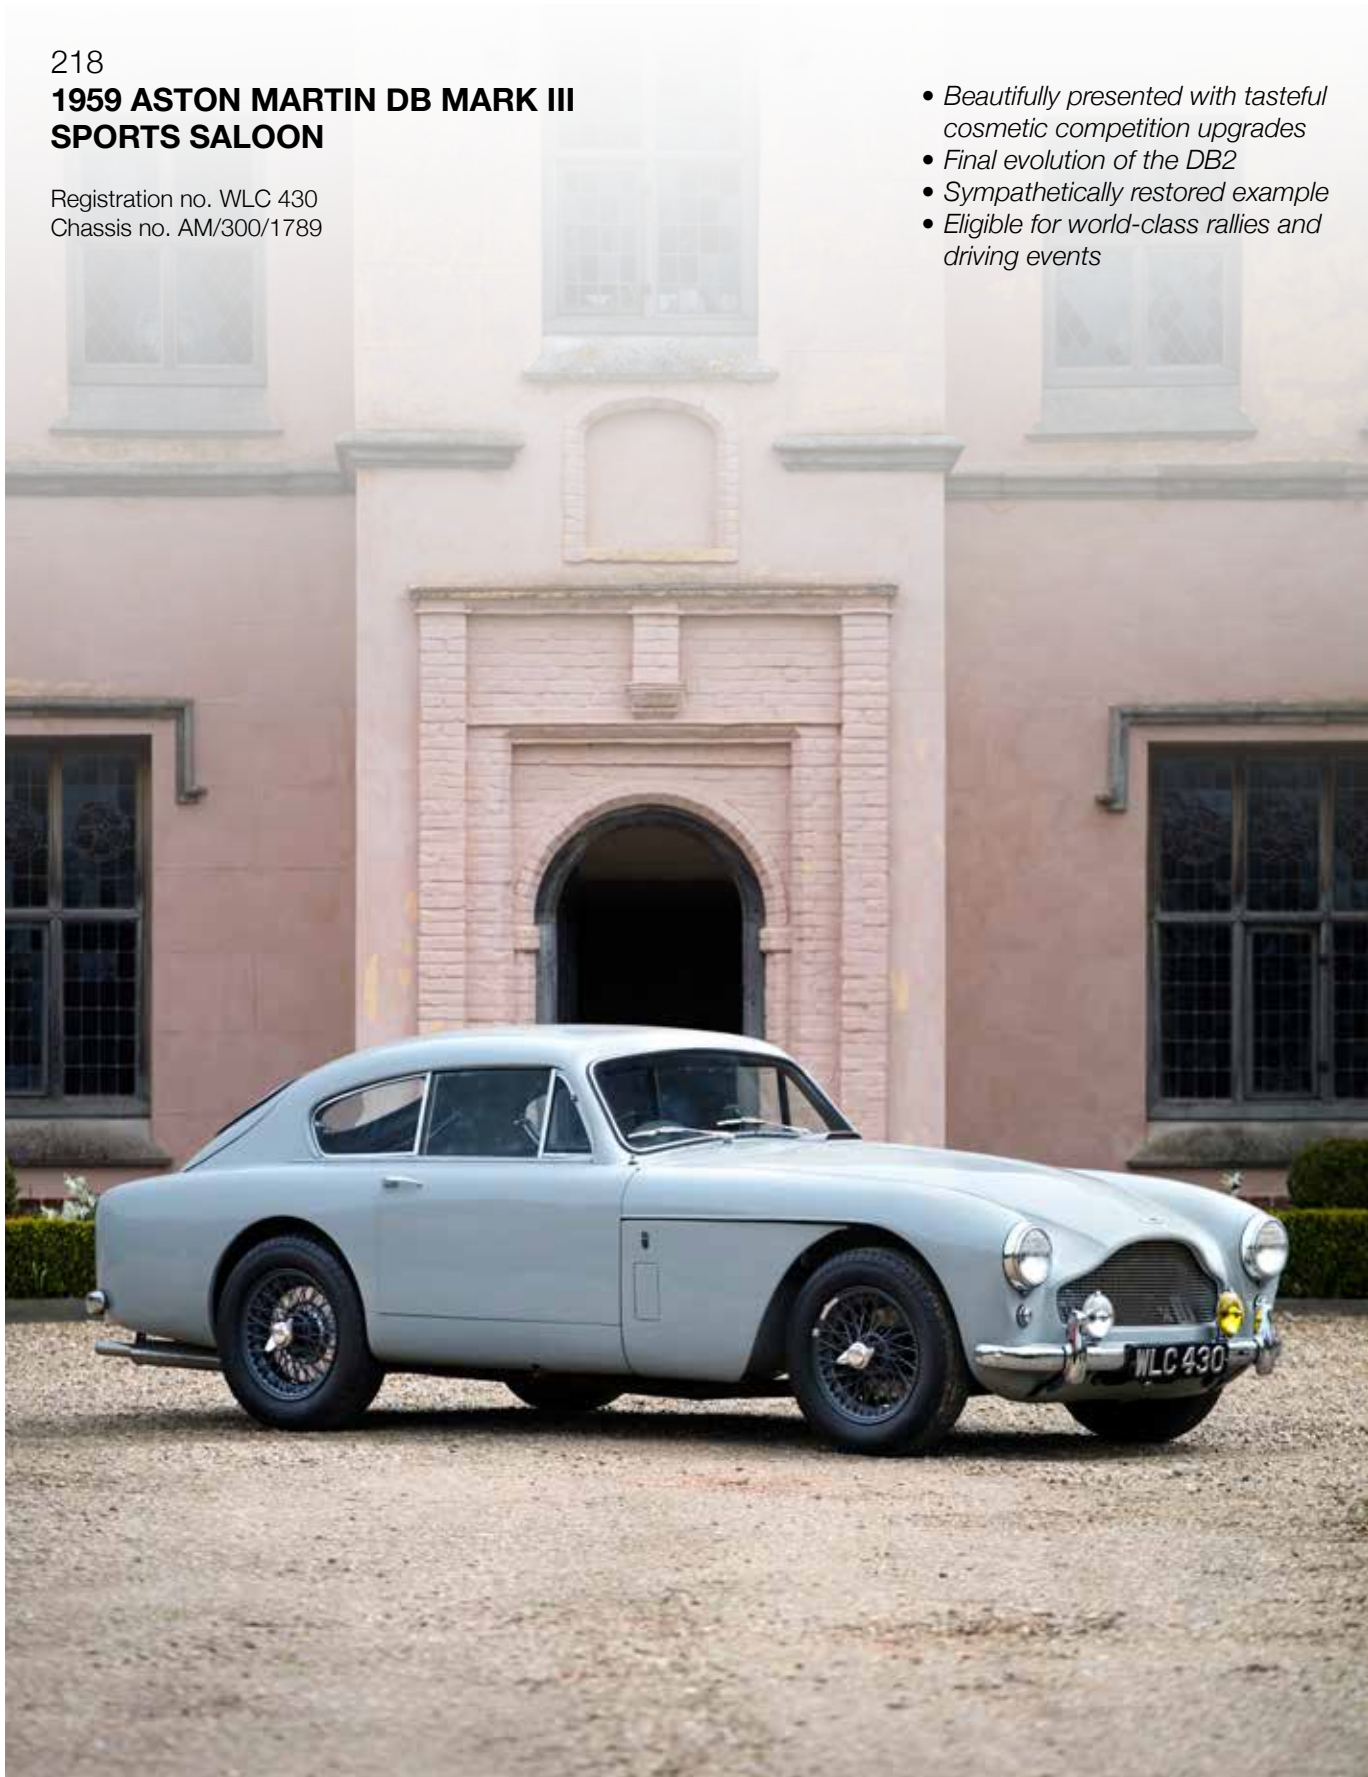 218
1959 ASTON MARTIN DB MARK III
SPORTS SALOON
Registration no. WLC 430
Chassis no. AM/300/1789
• Beautifully presented with tasteful
cosmetic competition upgrades
• Final evolution of the DB2
• Sympathetically restored example
• Eligible for world-class rallies and
driving events
WLC 430